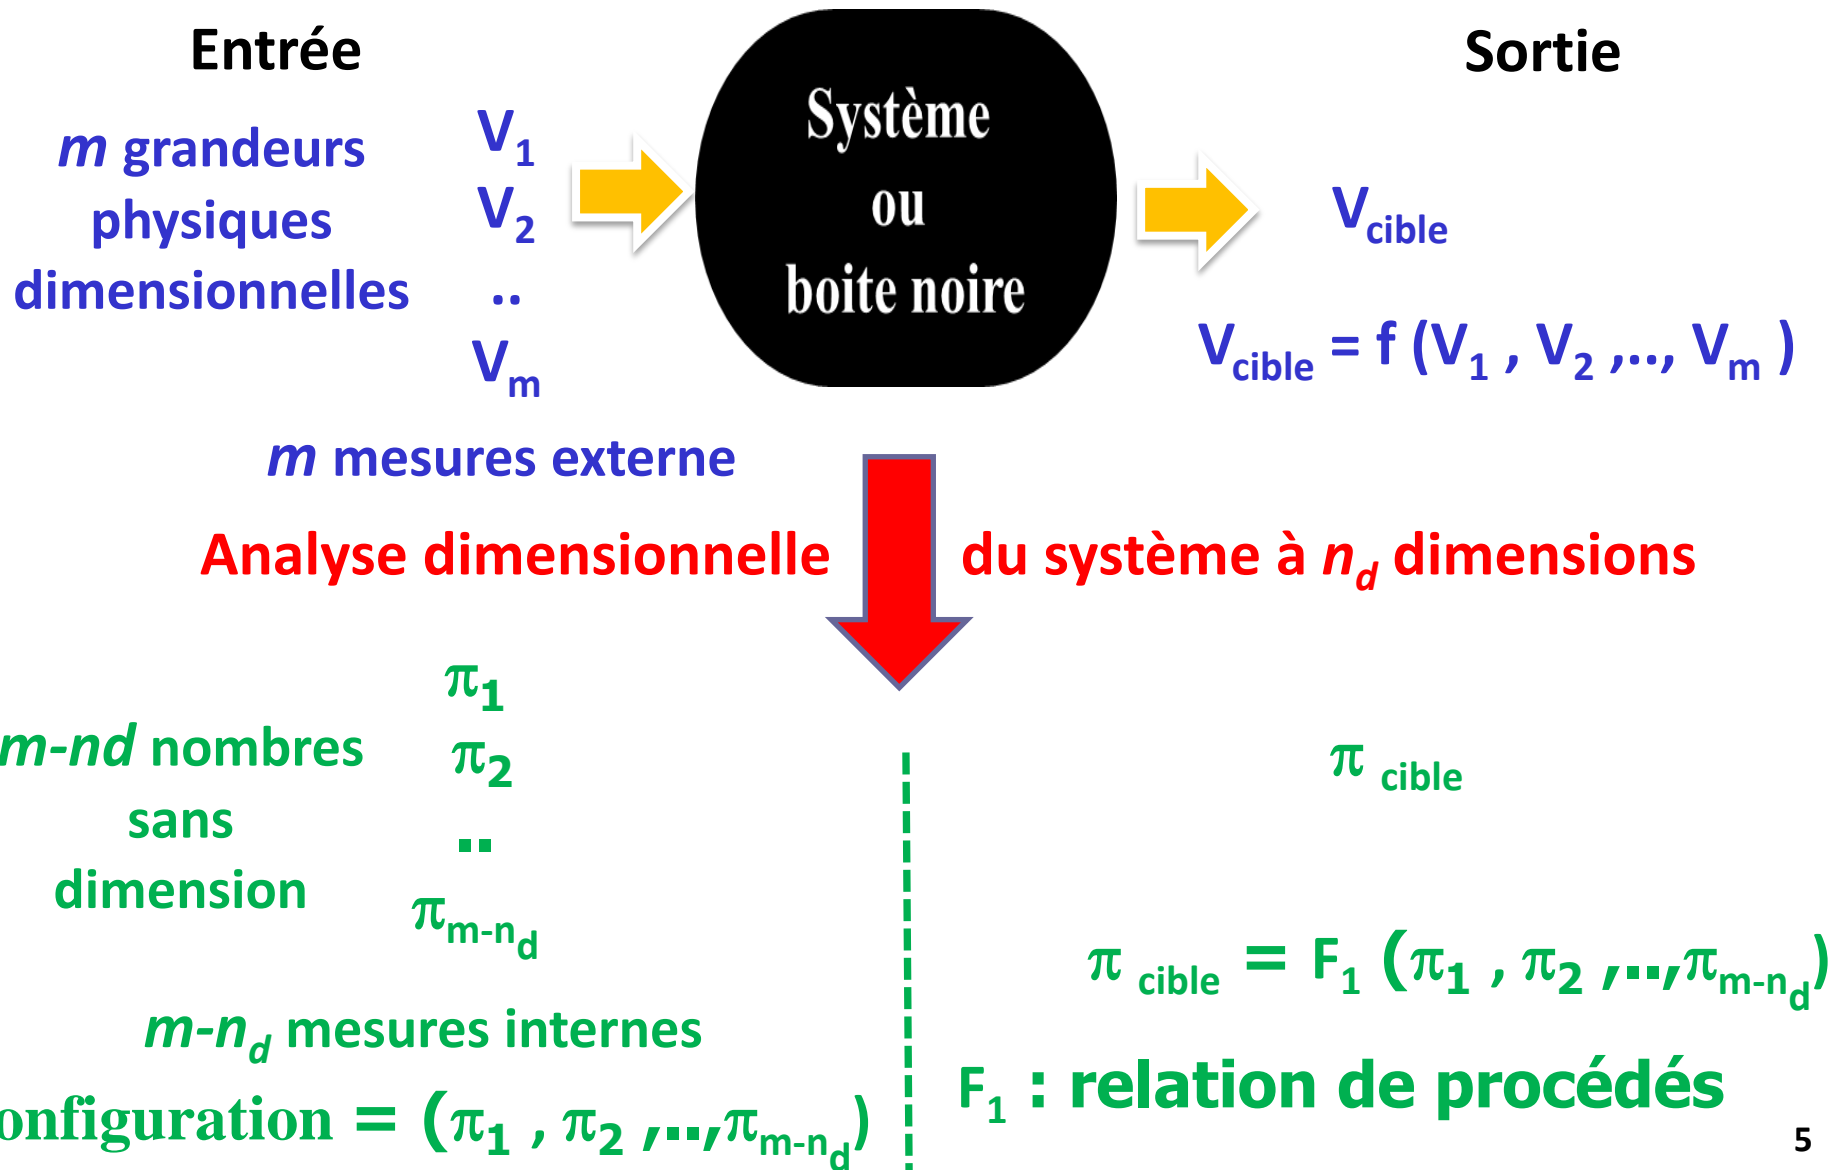 Entrée
Sortie
m grandeurs
physiques
dimensionnelles
V1
V2
..
Vm
Système
ou
boite noire
Vcible
Vcible = f (V1 , V2 ,.., Vm )
m mesures externe
Analyse dimensionnelle
du système à nd dimensions
m-nd nombres
sans
dimension
π1
π2
..
πm-nd
π cible
π cible = F1 (π1 , π2 ,..,πm-nd)
m-nd mesures internes
F1 : relation de procédés
onfiguration = (π1 , π2 ,..,πm-nd)
5